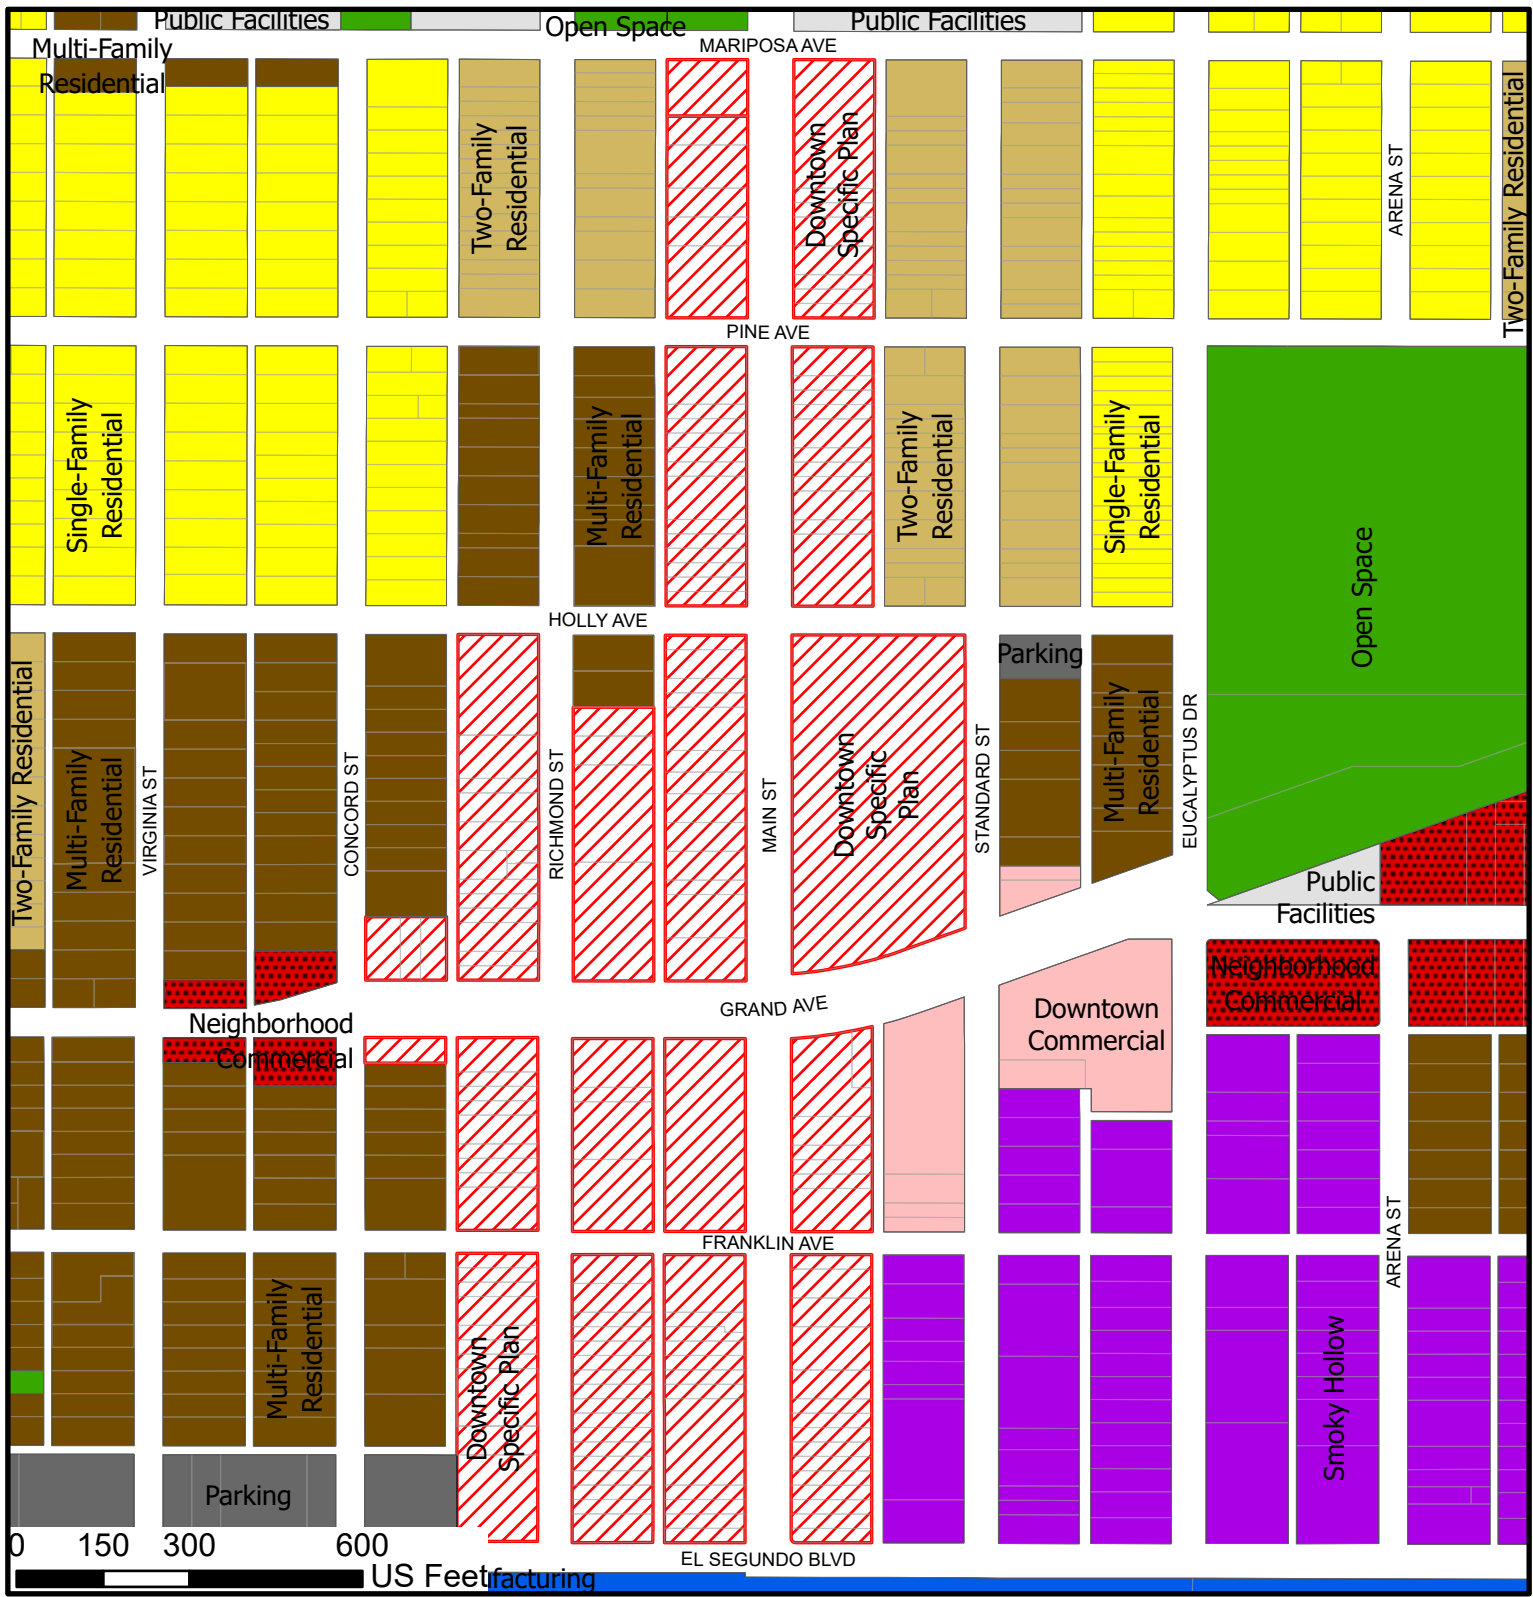 Public Facilities
Open Space
Public Facilities
MARIPOSA AVE
Multi-Family
Residential
Two-Family
Residential
Downtown
Specific Plan
ARENA ST
Two-Family Residential
PINE AVE
Single-Family
Residential
Multi-Family
Residential
Two-Family
Residential
Single-Family
Residential
Open Space
HOLLY AVE
Two-Family Residential
Multi-Family
Residential
VIRGINIA ST
CONCORD ST
RICHMOND ST
MAIN ST
Downtown
Specific
Plan
STANDARD ST
Parking
Multi-Family
Residential
EUCALYPTUS DR
Public
Facilities
Neighborhood
Commercial
GRAND AVE
Downtown
Commercial
Neighborhood
Commercial
FRANKLIN AVE
ARENA ST
Multi-Family
Residential
Downtown
Specific Plan
Smoky Hollow
Parking
0 150 300 600
US Feet
EL SEGUNDO BLVD
facturing